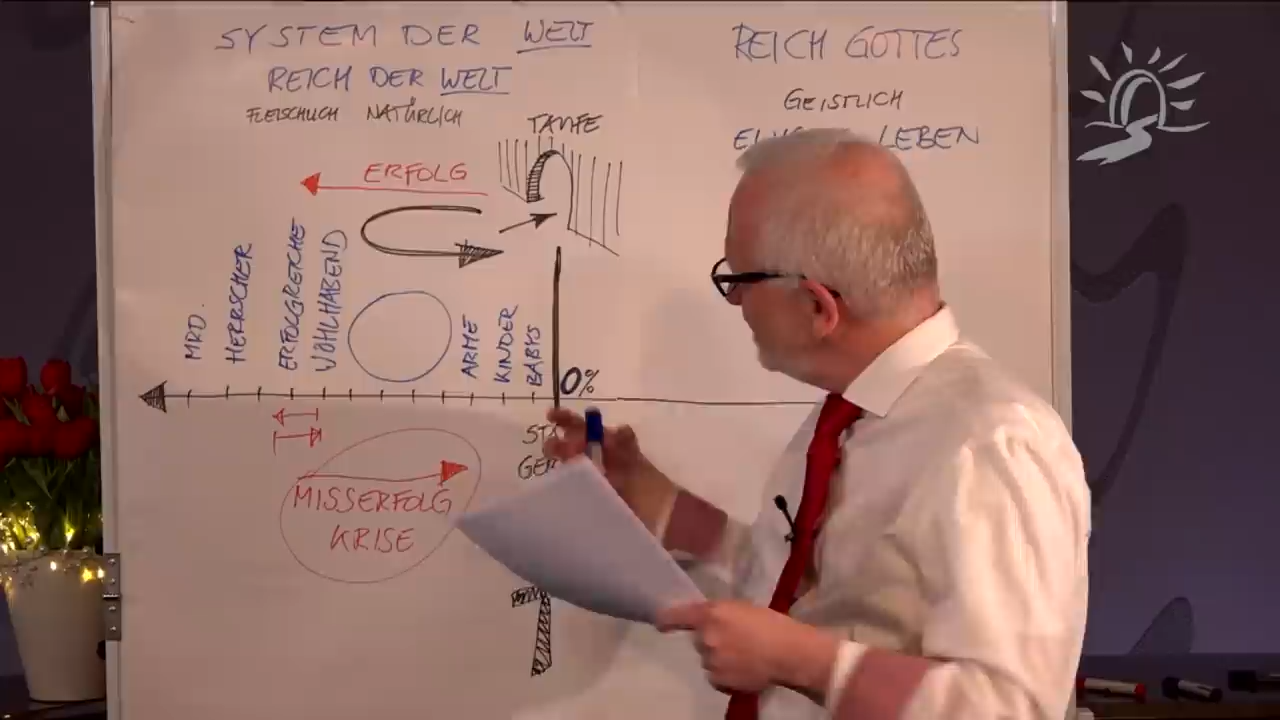 SYSTEM DER WELT
REICH DER WELT
FLEISCHLICH NATÜRLICH
TAUFE
ERFOLG
MRD.
HERRSCHER
ERFOLGREICHE
WOHLHABEND
ARME
KINDER
BABYS
0%
MISSERFOLG
KRISE
REICH GOTTES
GEISTLICH
LEBEN